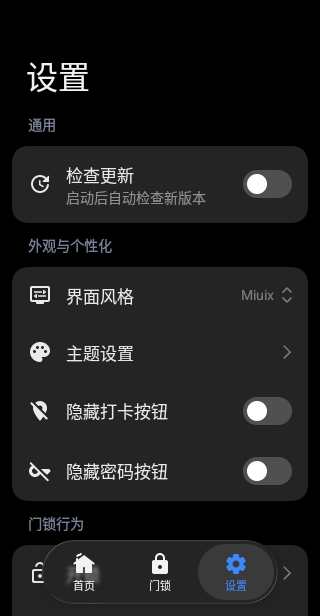 设置
通用
检查更新
启动后自动检查新版本
外观与个性化
界面风格
Miuix
主题设置
隐藏打卡按钮
隐藏密码按钮
门锁行为
首页
门锁
设置